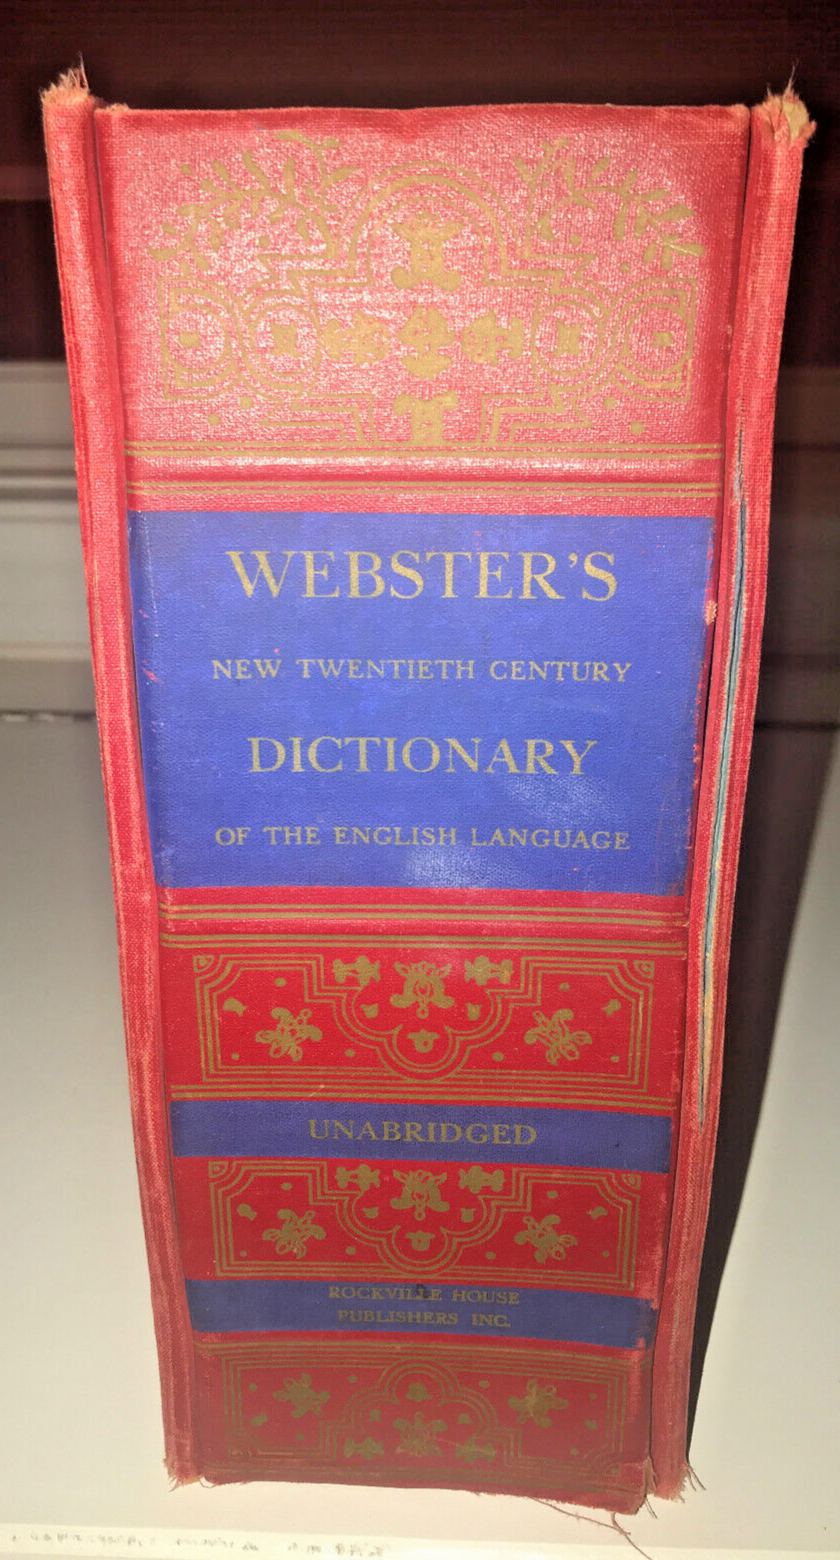 WEBSTER'S
NEW TWENTIETH CENTURY
DICTIONARY
OF THE ENGLISH LANGUAGE
UNABRIDGED
ROCKVILLE HOUSE
PUBLISHERS INC.